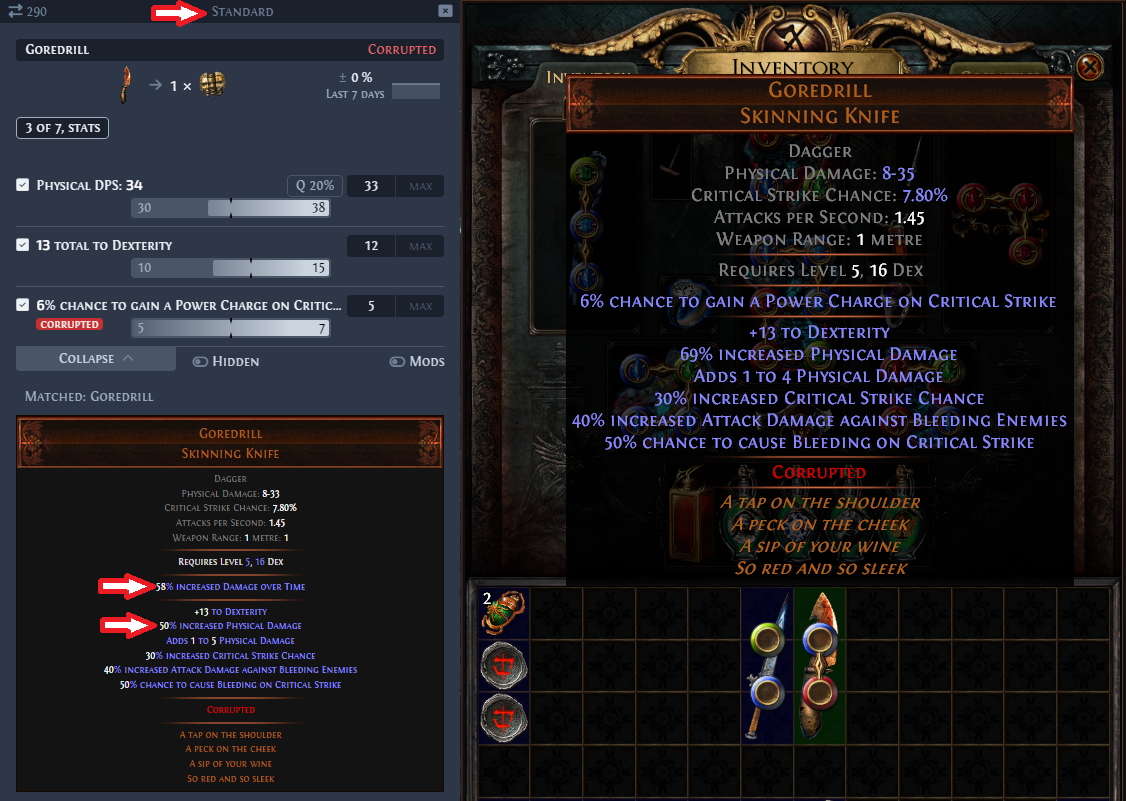 290
STANDARD
GOREDRILL
CORRUPTED
1 ×
± 0 %
LAST 7 DAYS
3 OF 7, STATS
PHYSICAL DPS: 34
Q 20%
33
MAX
30
38
13 TOTAL TO DEXTERITY
12
MAX
10
15
6% CHANCE TO GAIN A POWER CHARGE ON CRITIC...
5
MAX
CORRUPTED
5
7
COLLAPSE
HIDDEN
MODS
MATCHED: GOREDRILL
GOREDRILL
SKINNING KNIFE
DAGGER
PHYSICAL DAMAGE: 8-33
CRITICAL STRIKE CHANCE: 7.80%
ATTACKS PER SECOND: 1.45
WEAPON RANGE: 1 METRE: 1
REQUIRES LEVEL 5, 16 DEX
58% INCREASED DAMAGE OVER TIME
+13 TO DEXTERITY
50% INCREASED PHYSICAL DAMAGE
ADDS 1 TO 5 PHYSICAL DAMAGE
30% INCREASED CRITICAL STRIKE CHANCE
40% INCREASED ATTACK DAMAGE AGAINST BLEEDING ENEMIES
50% CHANCE TO CAUSE BLEEDING ON CRITICAL STRIKE
CORRUPTED
A TAP ON THE SHOULDER
A PECK ON THE CHEEK
A SIP OF YOUR WINE
SO RED AND SO SLEEK
INVENTORY
INVENTORY
GOREDRILL
SKINNING KNIFE
DAGGER
PHYSICAL DAMAGE: 8-35
CRITICAL STRIKE CHANCE: 7.80%
ATTACKS PER SECOND: 1.45
WEAPON RANGE: 1 METRE
REQUIRES LEVEL 5, 16 DEX
6% CHANCE TO GAIN A POWER CHARGE ON CRITICAL STRIKE
+13 TO DEXTERITY
69% INCREASED PHYSICAL DAMAGE
ADDS 1 TO 4 PHYSICAL DAMAGE
30% INCREASED CRITICAL STRIKE CHANCE
40% INCREASED ATTACK DAMAGE AGAINST BLEEDING ENEMIES
50% CHANCE TO CAUSE BLEEDING ON CRITICAL STRIKE
CORRUPTED
A TAP ON THE SHOULDER
A PECK ON THE CHEEK
A SIP OF YOUR WINE
SO RED AND SO SLEEK
2